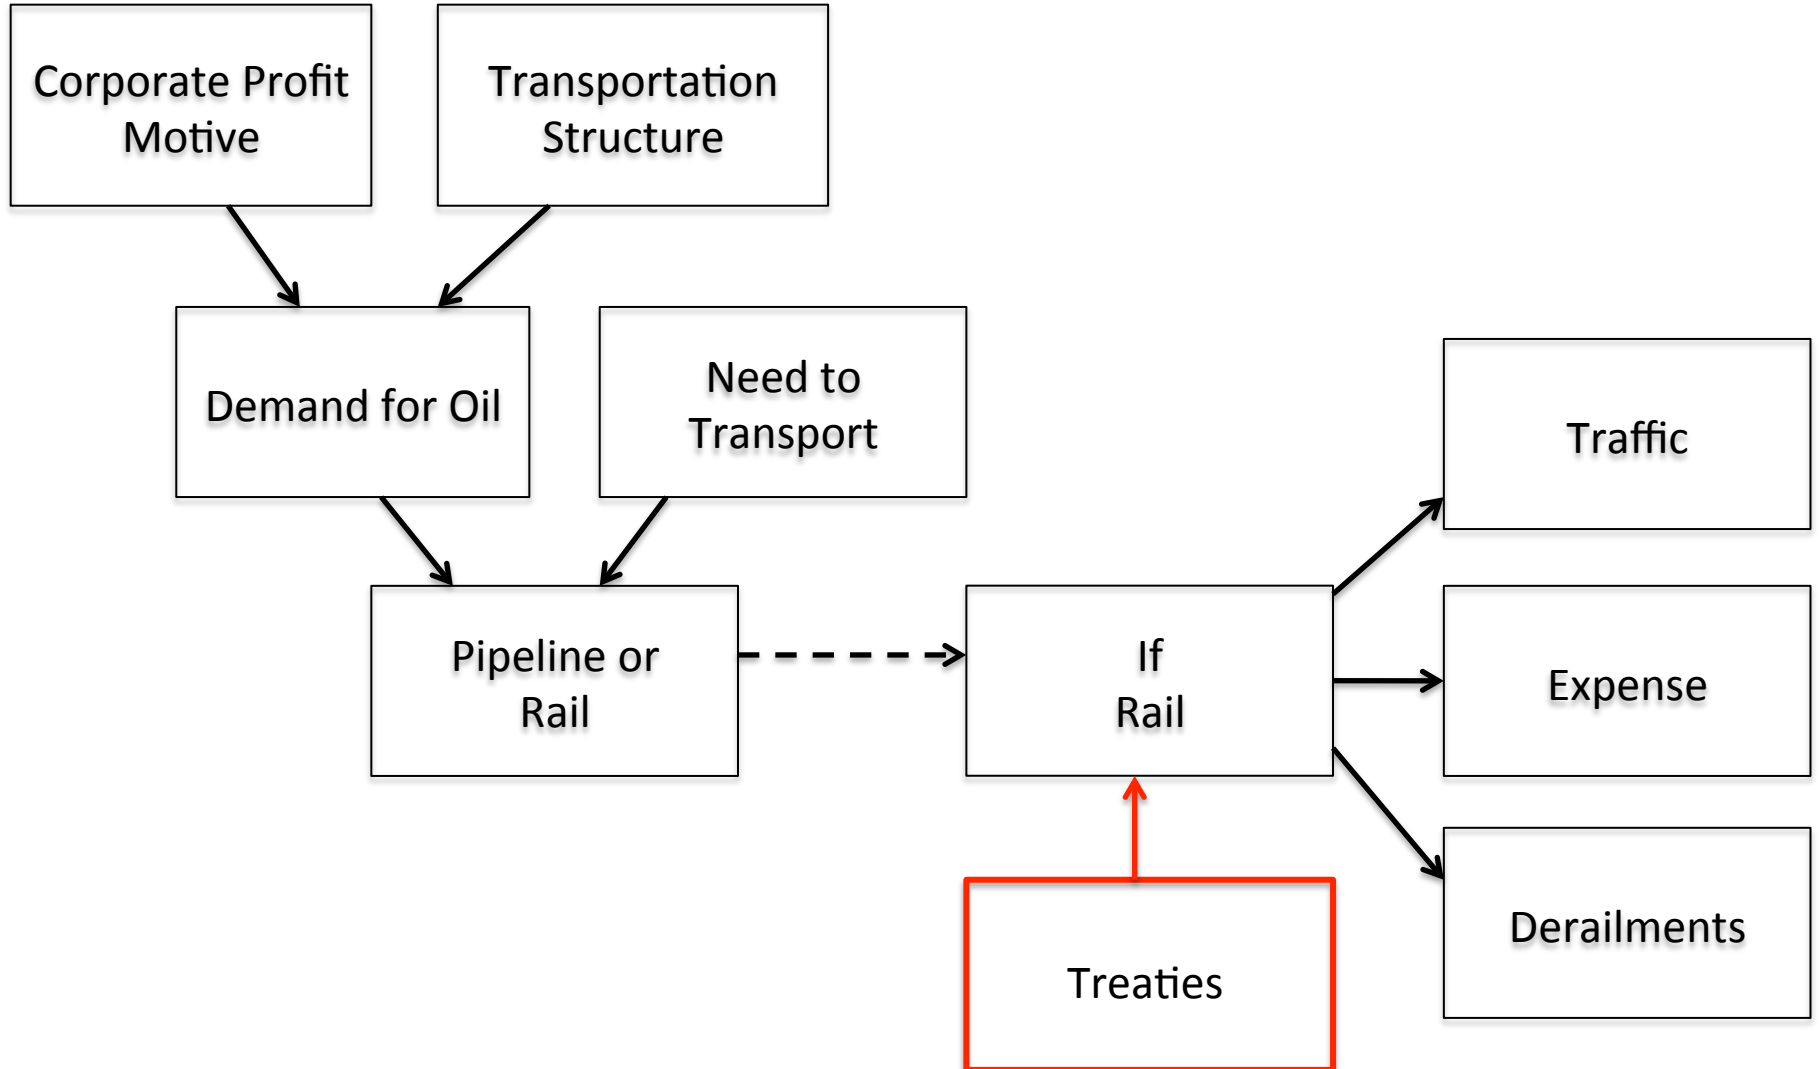 Corporate Profit
Motive
Transportation
Structure
Demand for Oil
Need to
Transport
Traffic
Pipeline or
Rail
If
Rail
Expense
Derailments
Treaties